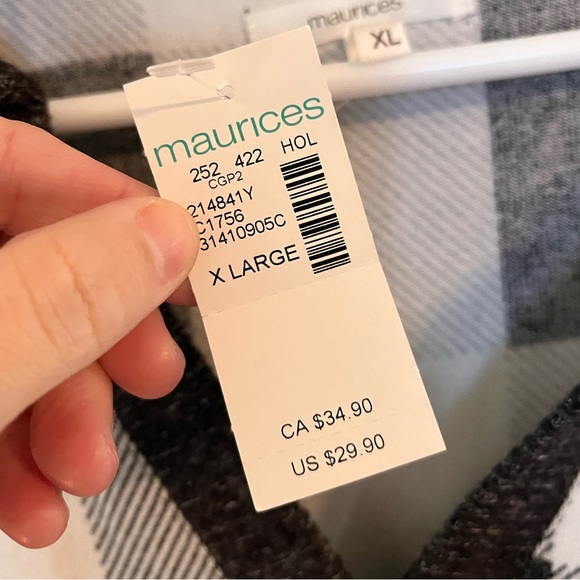 maurices
XL
maurices
252 422 HOL
CGP2
214841Y
C1756
31410905C
X LARGE
CA $34.90
US $29.90